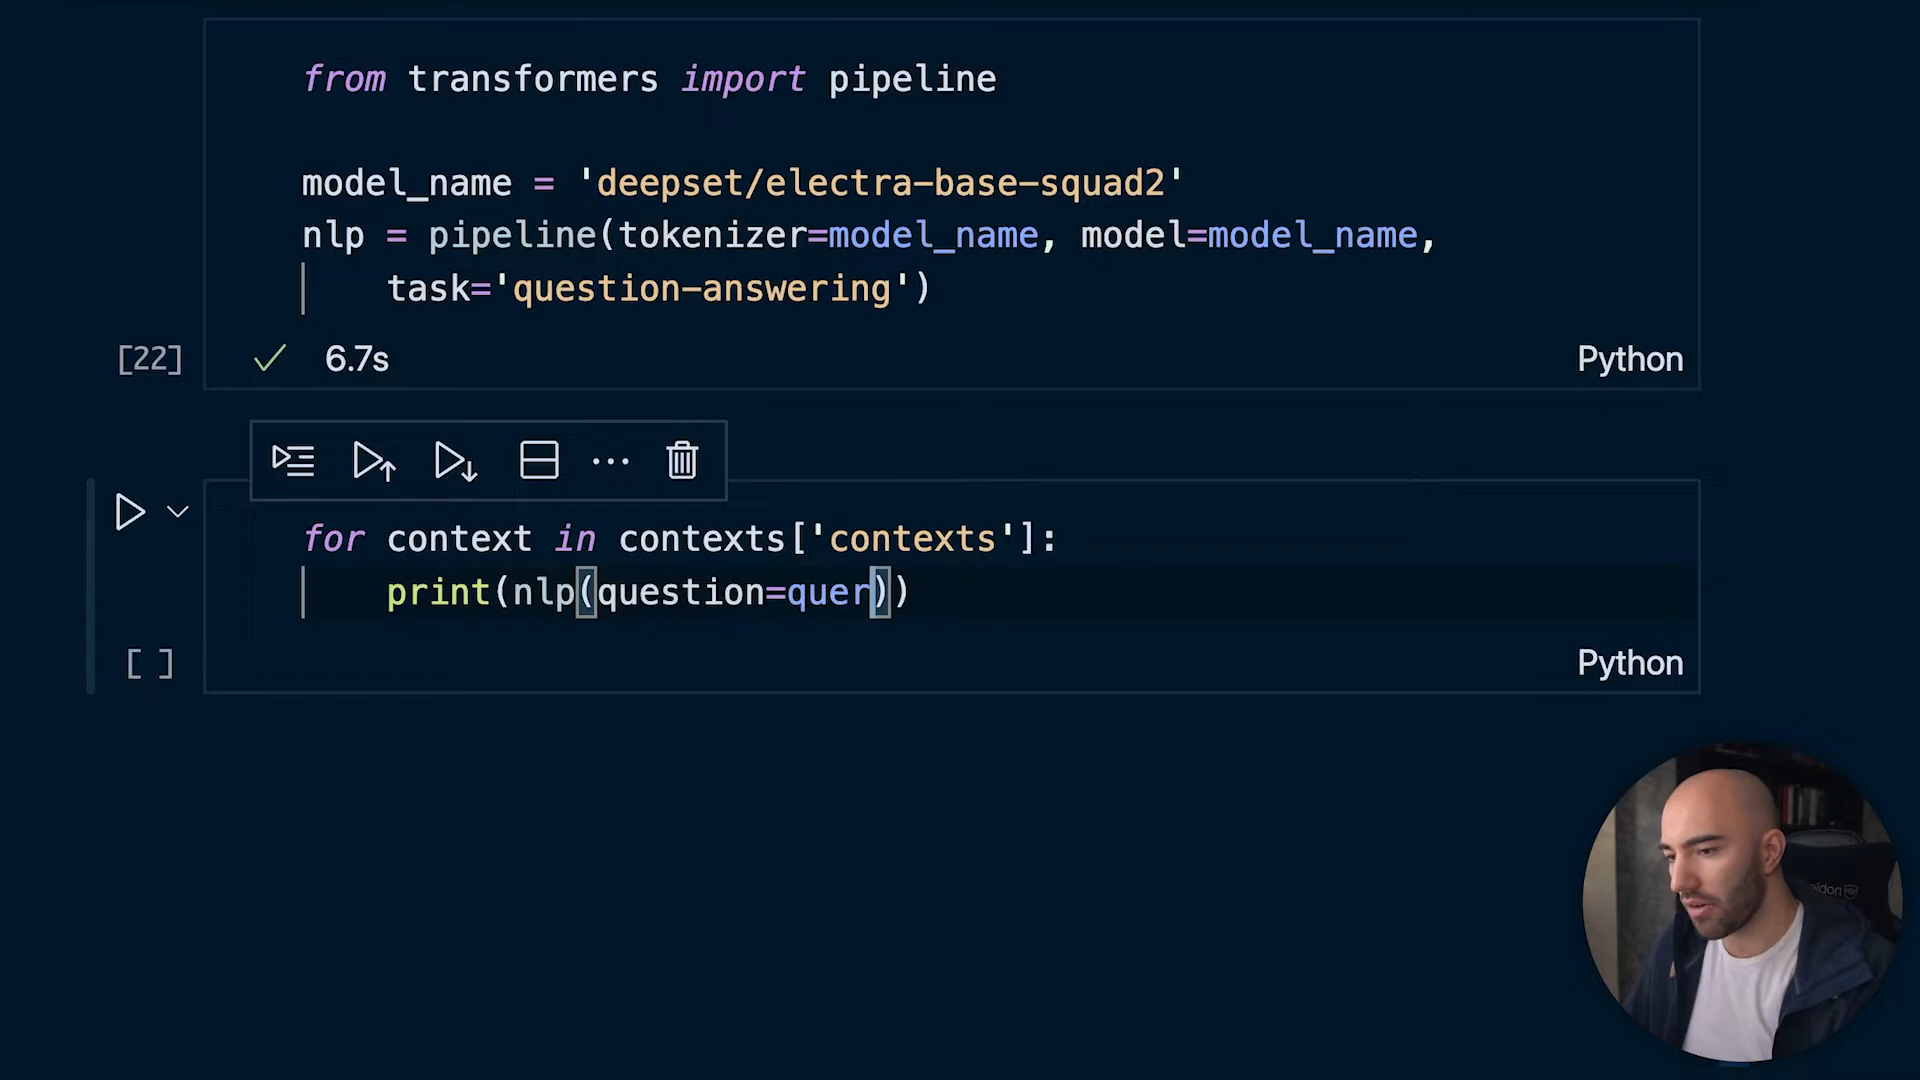 from transformers import pipeline
model_name = 'deepset/electra-base-squad2'
nlp = pipeline(tokenizer=model_name, model=model_name,
task='question-answering')
[22] 6.7s Python
for context in contexts['contexts']:
print(nlp(question=quer))
[ ] Python